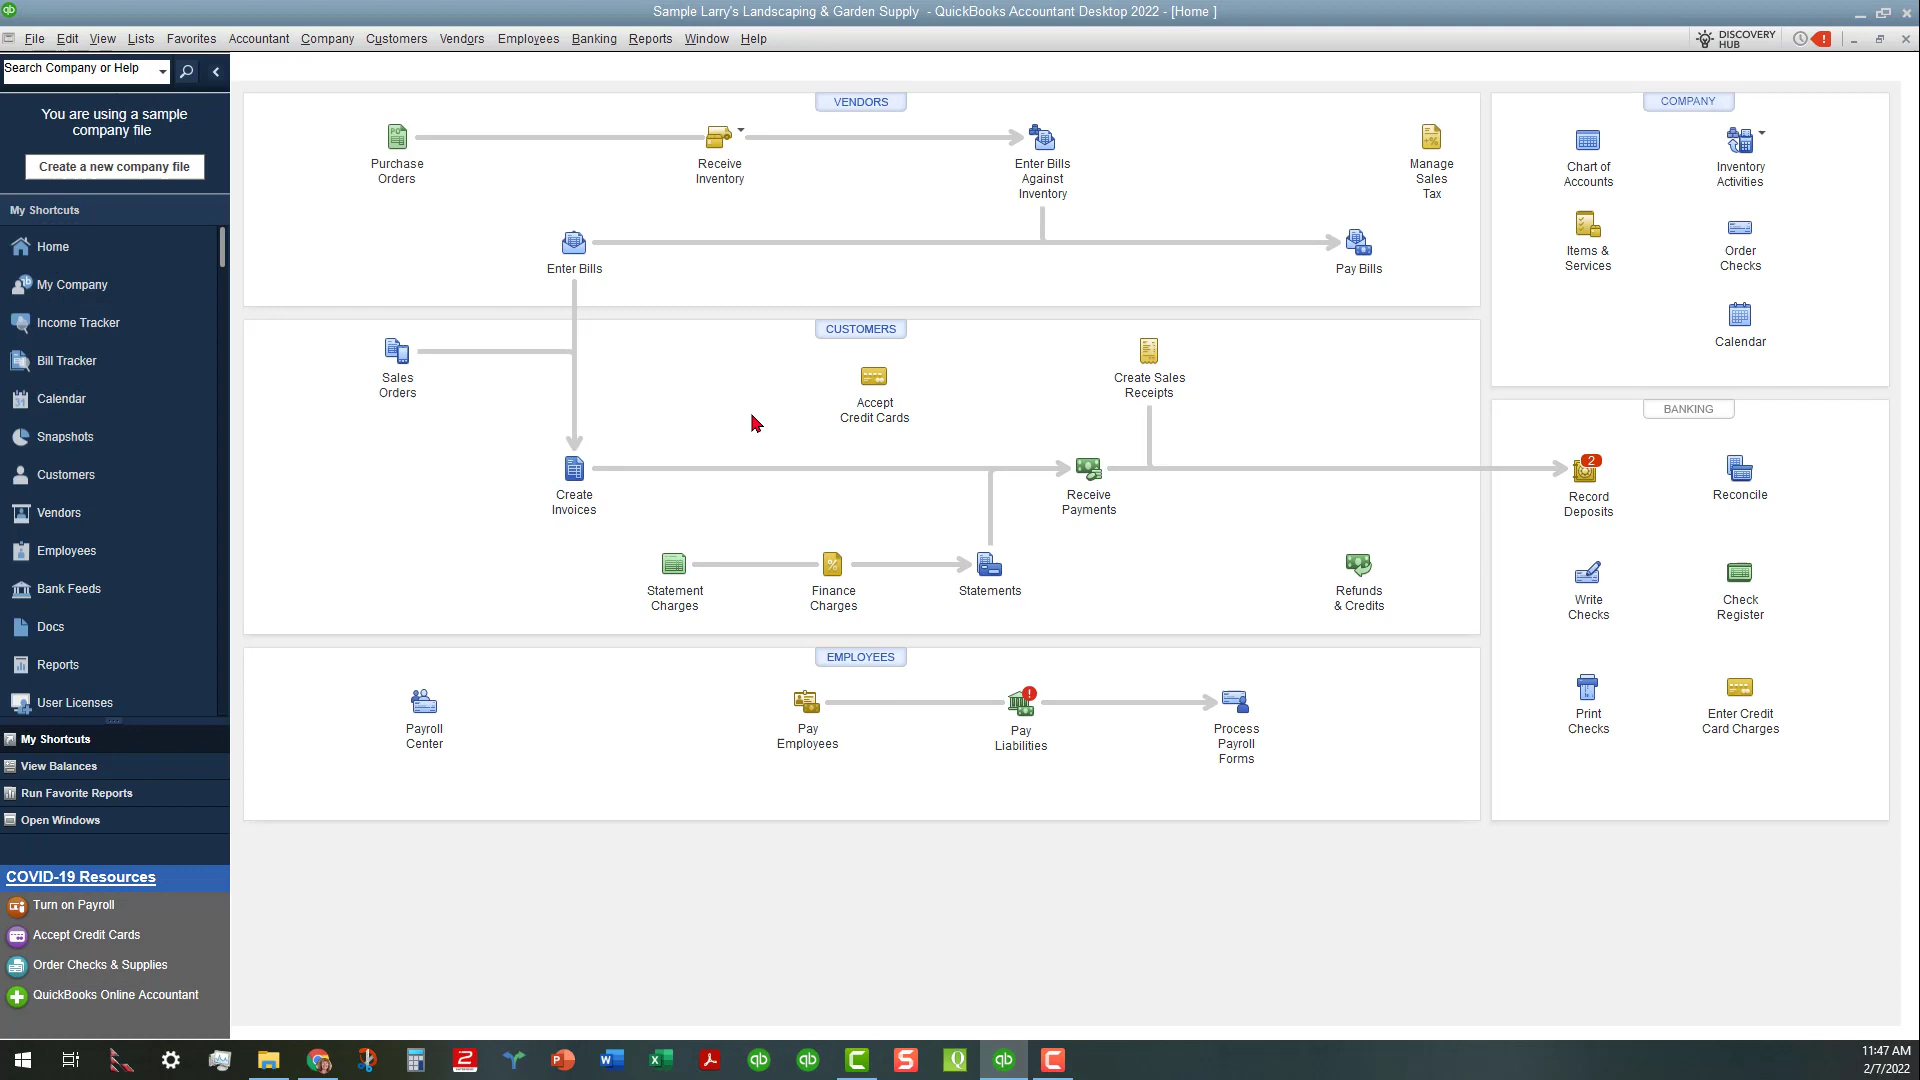 Sample Larry's Landscaping & Garden Supply  - QuickBooks Accountant Desktop 2022 - [Home ]
File Edit View Lists Favorites Accountant Company Customers Vendors Employees Banking Reports Window Help
DISCOVERY
HUB
Search Company or Help
You are using a sample
company file
Create a new company file
My Shortcuts
Home
My Company
Income Tracker
Bill Tracker
Calendar
Snapshots
Customers
Vendors
Employees
Bank Feeds
Docs
Reports
User Licenses
My Shortcuts
View Balances
Run Favorite Reports
Open Windows
COVID-19 Resources
Turn on Payroll
Accept Credit Cards
Order Checks & Supplies
QuickBooks Online Accountant
VENDORS
Purchase
Orders
Receive
Inventory
Enter Bills
Against
Inventory
Manage
Sales
Tax
Enter Bills
Pay Bills
CUSTOMERS
Sales
Orders
Accept
Credit Cards
Create Sales
Receipts
Create
Invoices
Receive
Payments
Statement
Charges
Finance
Charges
Statements
Refunds
& Credits
EMPLOYEES
Payroll
Center
Pay
Employees
Pay
Liabilities
Process
Payroll
Forms
COMPANY
Chart of
Accounts
Inventory
Activities
Items &
Services
Order
Checks
Calendar
BANKING
2
Record
Deposits
Reconcile
Write
Checks
Check
Register
Print
Checks
Enter Credit
Card Charges
11:47 AM
2/7/2022